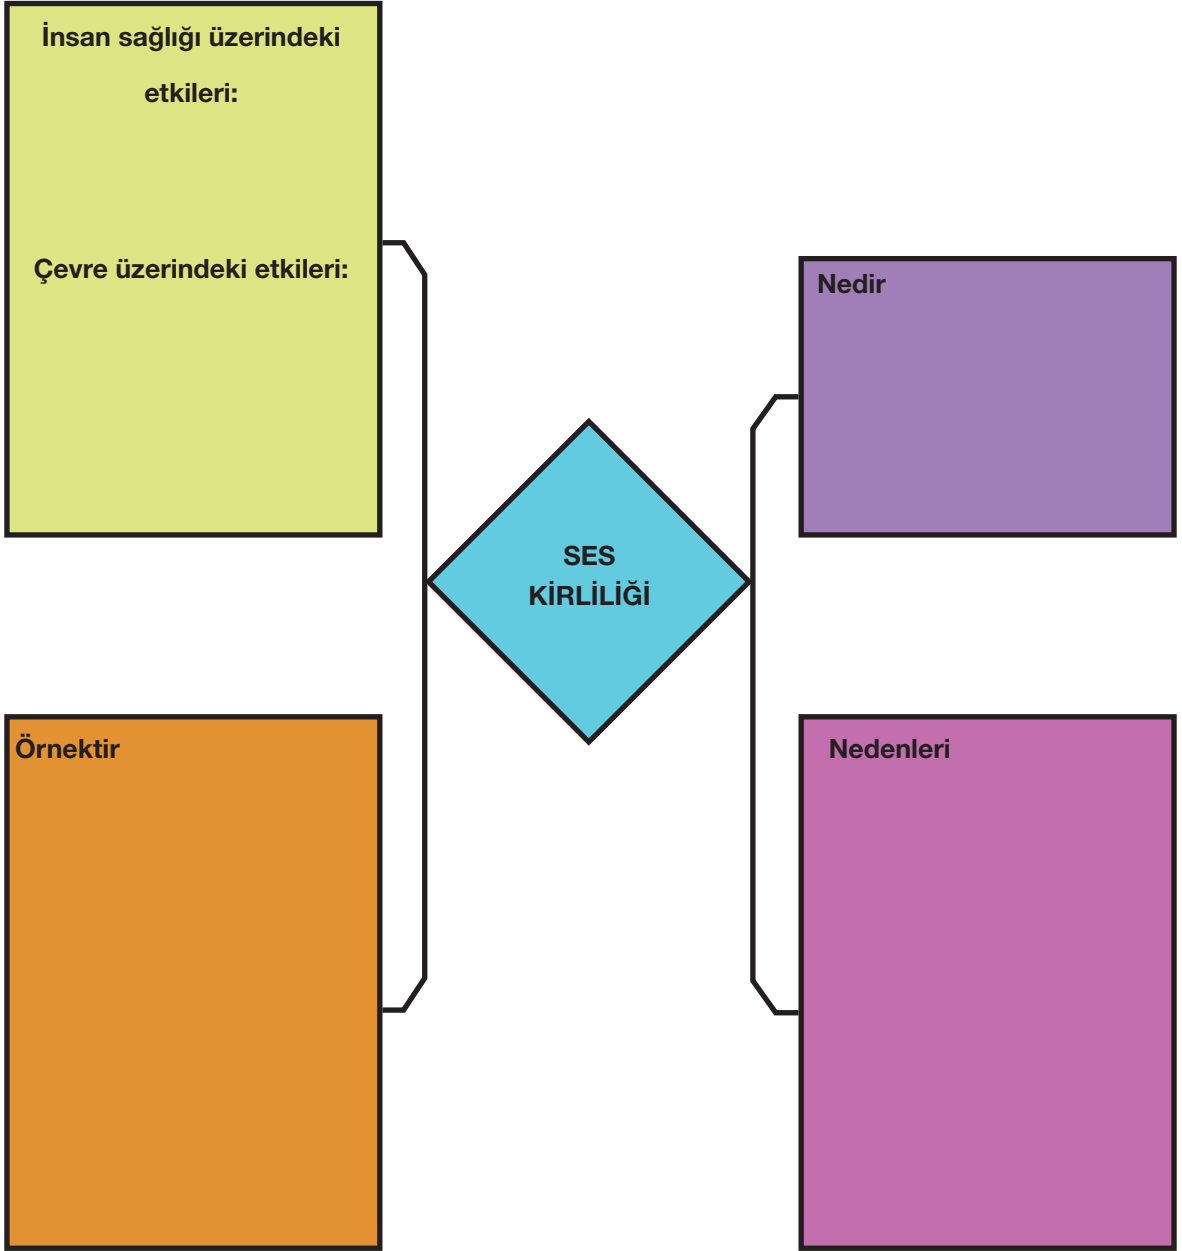 İnsan sağlığı üzerindeki
etkileri:
Çevre üzerindeki etkileri:
Nedir
SES
KİRLİLİĞİ
Örnektir
Nedenleri